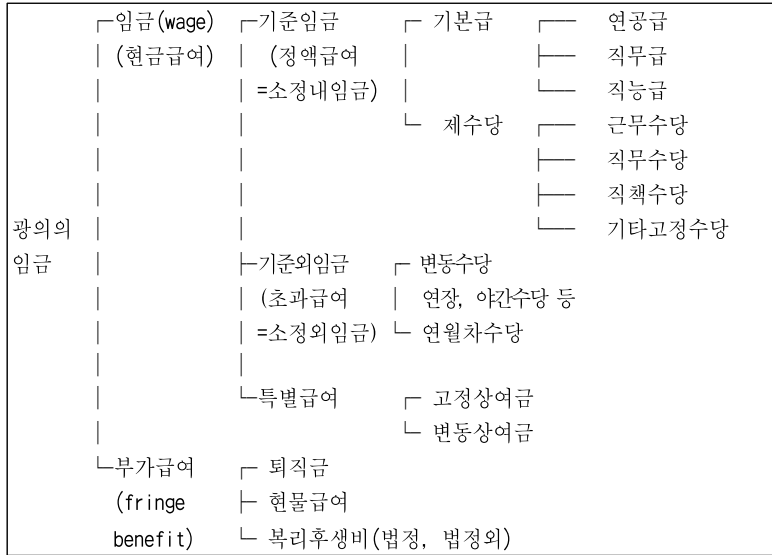 임금(wage) 기준임금 기본급 연공급
(현금급여) (정액급여 직무급
=소정내임금) 직능급
제수당 근무수당
직무수당
직책수당
광의의 기타고정수당
임금 기준외임금 변동수당
(초과급여 연장, 야간수당 등
=소정외임금) 연월차수당
특별급여 고정상여금
변동상여금
부가급여 퇴직금
(fringe 현물급여
benefit) 복리후생비(법정, 법정외)